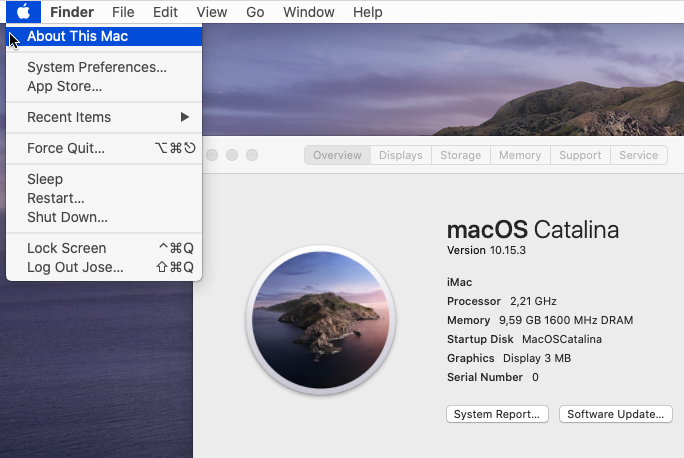 Finder File Edit View Go Window Help
About This Mac
System Preferences...
App Store...
Recent Items ▶
Force Quit... ⌥⌘⎋
Sleep
Restart...
Shut Down...
Lock Screen ^⌘Q
Log Out Jose... ⇧⌘Q
Overview Displays Storage Memory Support Service
macOS Catalina
Version 10.15.3
iMac
Processor 2,21 GHz
Memory 9,59 GB 1600 MHz DRAM
Startup Disk MacOSCatalina
Graphics Display 3 MB
Serial Number 0
System Report... Software Update...